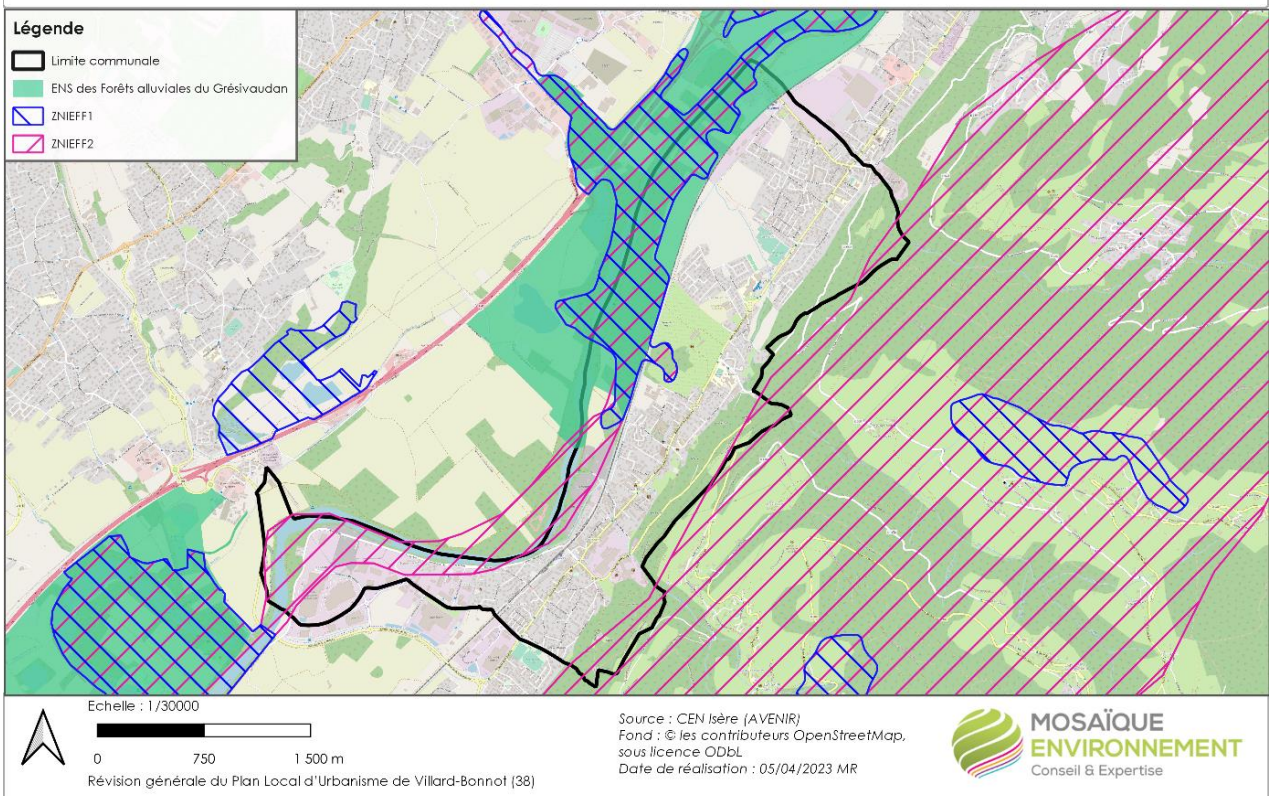 Légende
Limite communale
ENS des Forêts alluviales du Grésivaudan
ZNIEFF1
ZNIEFF2
Echelle : 1/30000
0 750 1 500 m
Révision générale du Plan Local d'Urbanisme de Villard-Bonnot (38)
Source : CEN Isère (AVENIR)
Fond : © les contributeurs OpenStreetMap,
sous licence ODbL
Date de réalisation : 05/04/2023 MR
MOSAÏQUE
ENVIRONNEMENT
Conseil & Expertise